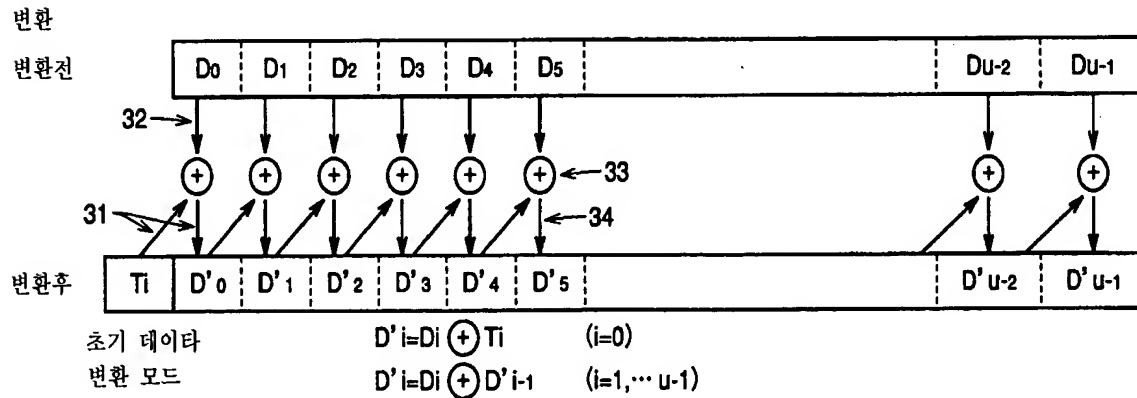 변환
변환전 D0 D1 D2 D3 D4 D5 Du-2 Du-1
32
33
31
34
변환후 Ti D'0 D'1 D'2 D'3 D'4 D'5 D'u-2 D'u-1
초기 데이타 D'i=Di⊕Ti (i=0)
변환 모드 D'i=Di⊕D'i-1 (i=1,··· u-1)